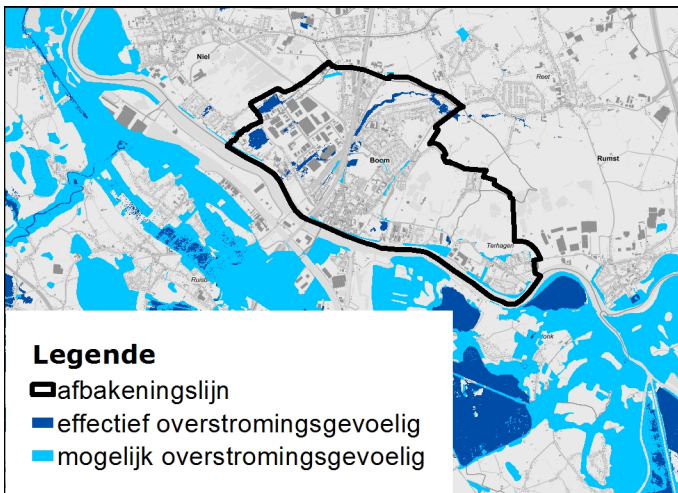 Niel
Reet
Boom
Rumst
Terhagen
Legende
afbakeningslijn
effectief overstromingsgevoelig
mogelijk overstromingsgevoelig